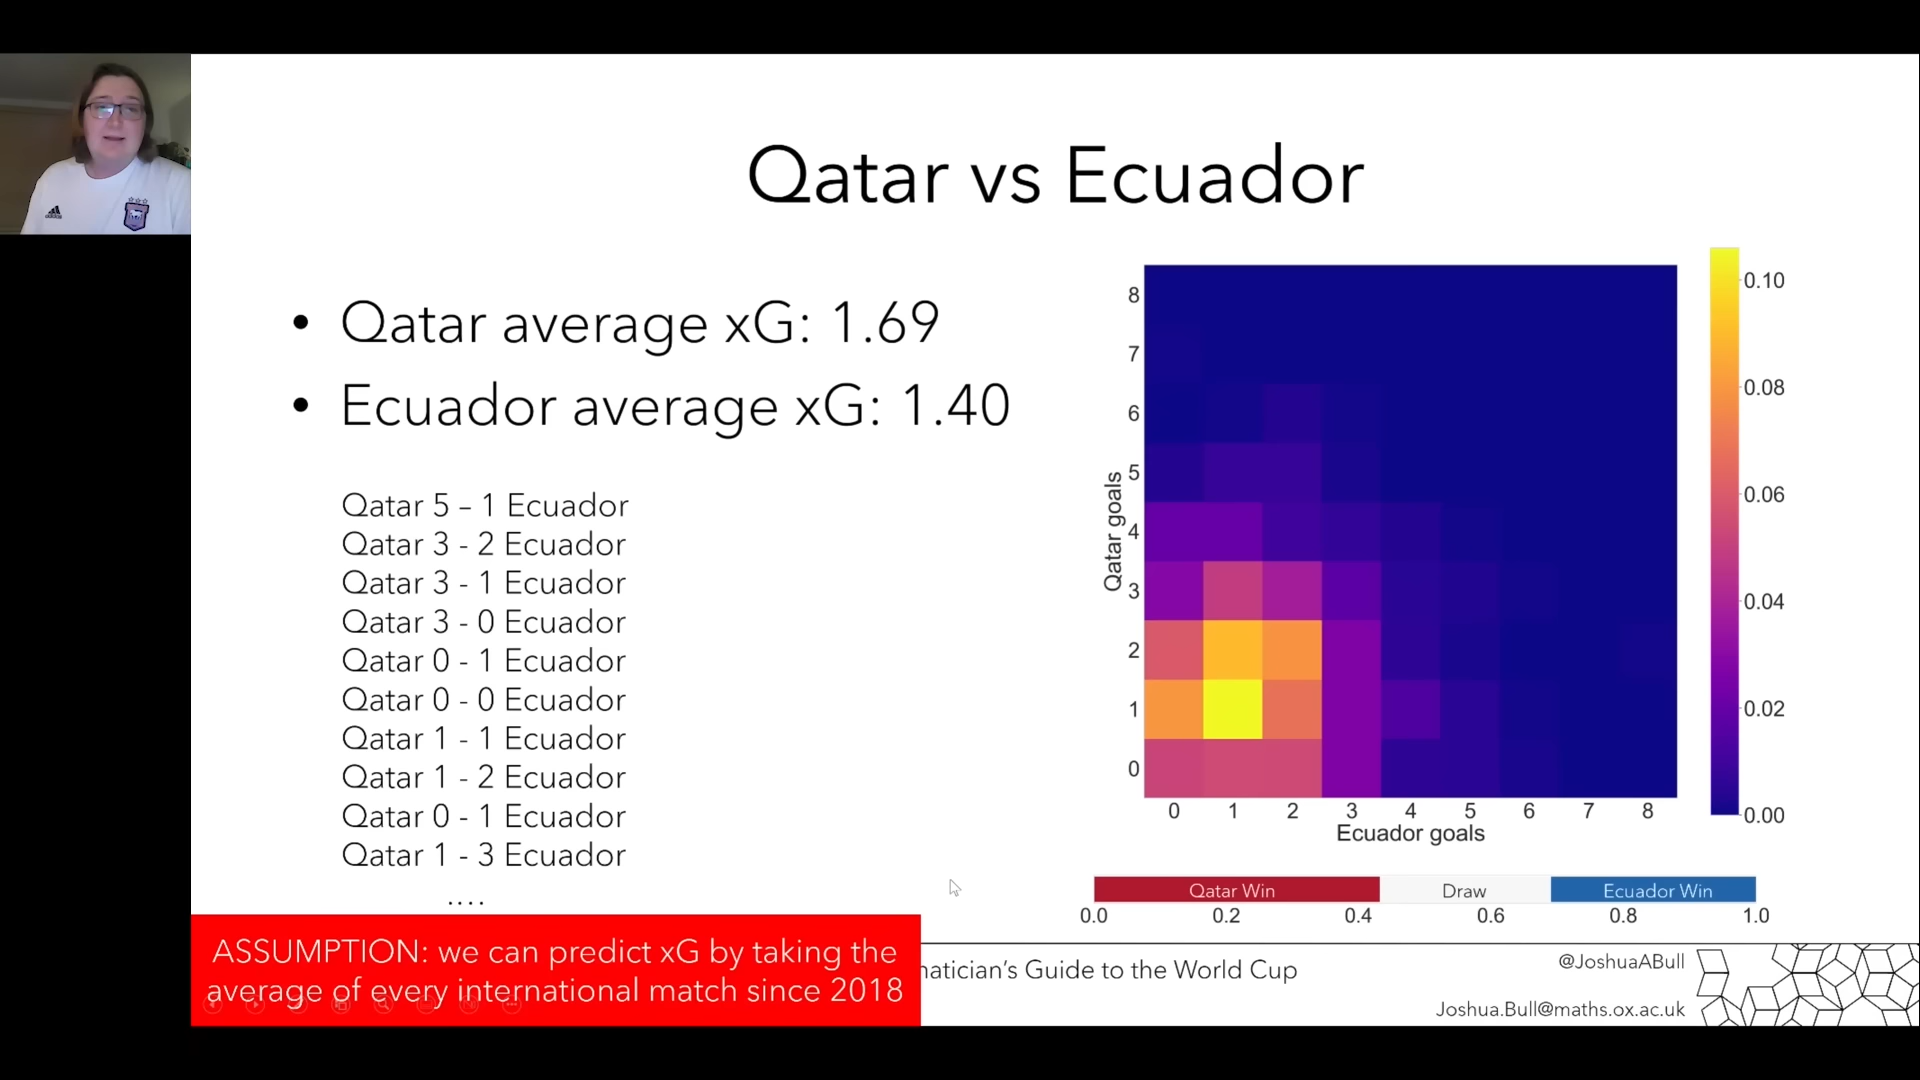 Qatar vs Ecuador
• Qatar average xG: 1.69
• Ecuador average xG: 1.40
Qatar 5 – 1 Ecuador
Qatar 3 - 2 Ecuador
Qatar 3 - 1 Ecuador
Qatar 3 - 0 Ecuador
Qatar 0 - 1 Ecuador
Qatar 0 - 0 Ecuador
Qatar 1 - 1 Ecuador
Qatar 1 - 2 Ecuador
Qatar 0 - 1 Ecuador
Qatar 1 - 3 Ecuador
....
Qatar goals
8
7
6
5
4
3
2
1
0
0 1 2 3 4 5 6 7 8
Ecuador goals
0.10
0.08
0.06
0.04
0.02
0.00
Qatar Win Draw Ecuador Win
0.0 0.2 0.4 0.6 0.8 1.0
ASSUMPTION: we can predict xG by taking the
average of every international match since 2018
natician's Guide to the World Cup
@JoshuaABull
Joshua.Bull@maths.ox.ac.uk
adidas